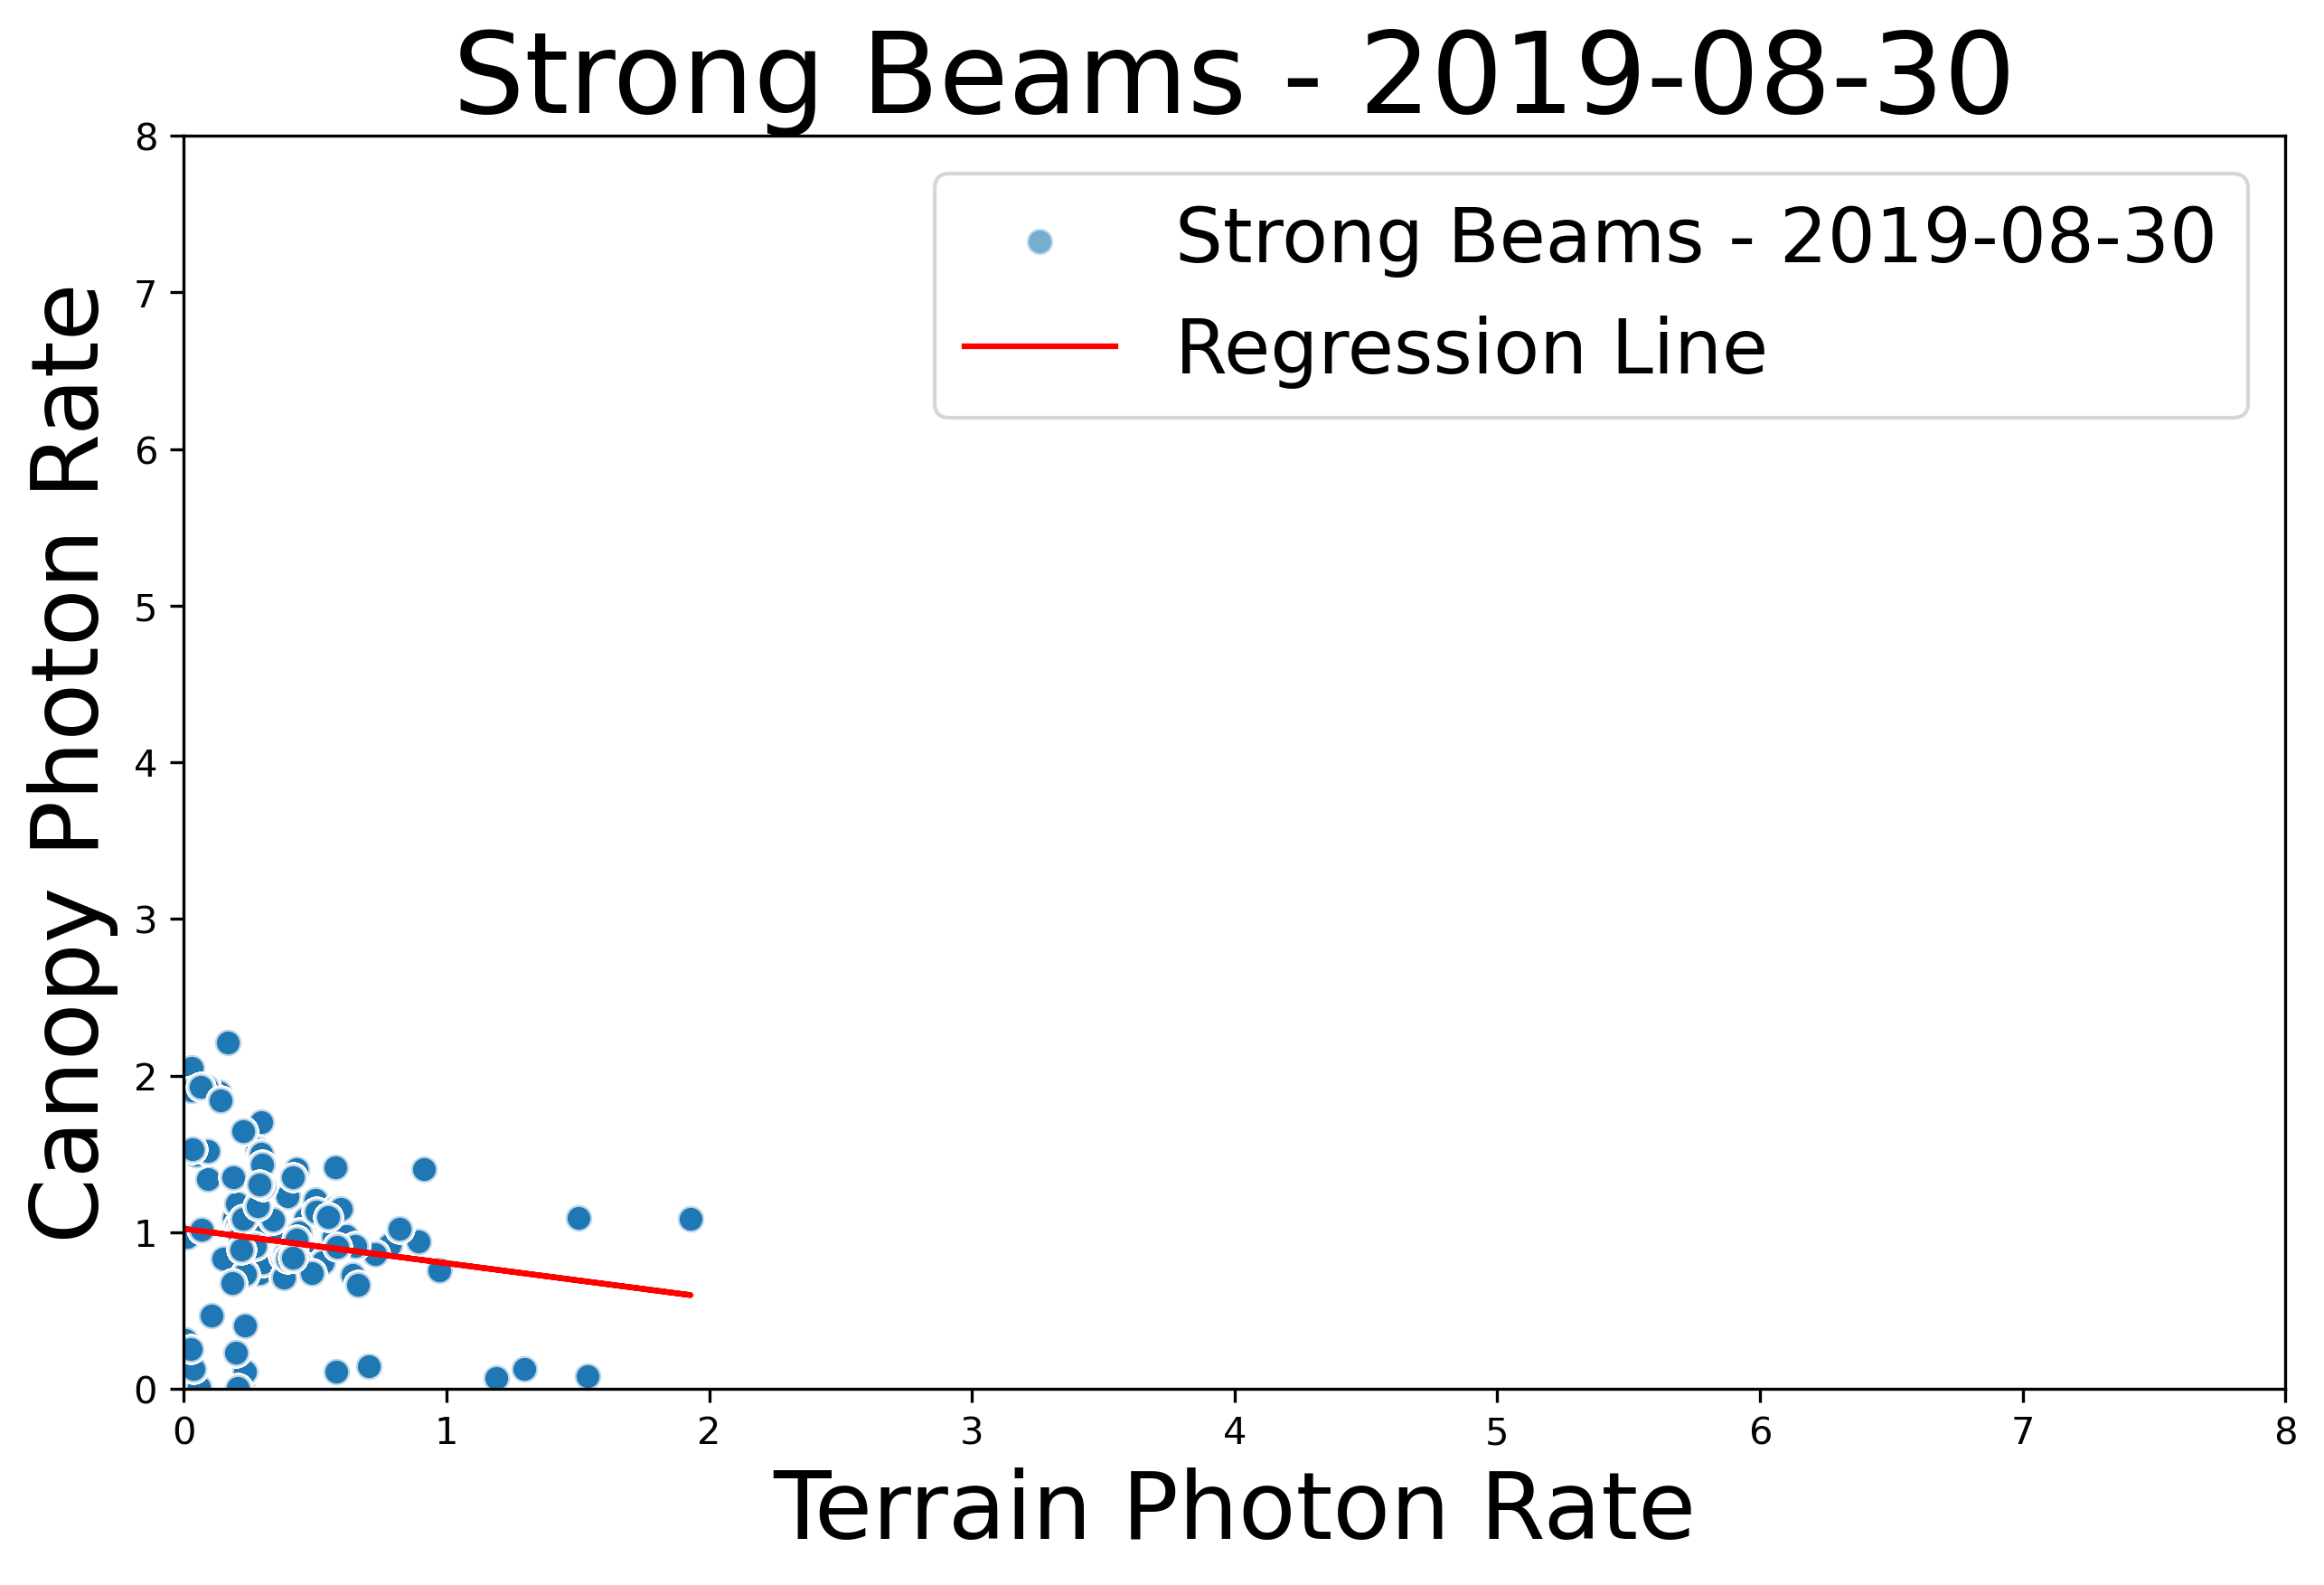 Strong Beams - 2019-08-30
Strong Beams - 2019-08-30
Regression Line
Canopy Photon Rate
8
7
6
5
4
3
2
1
0
0 1 2 3 4 5 6 7 8
Terrain Photon Rate